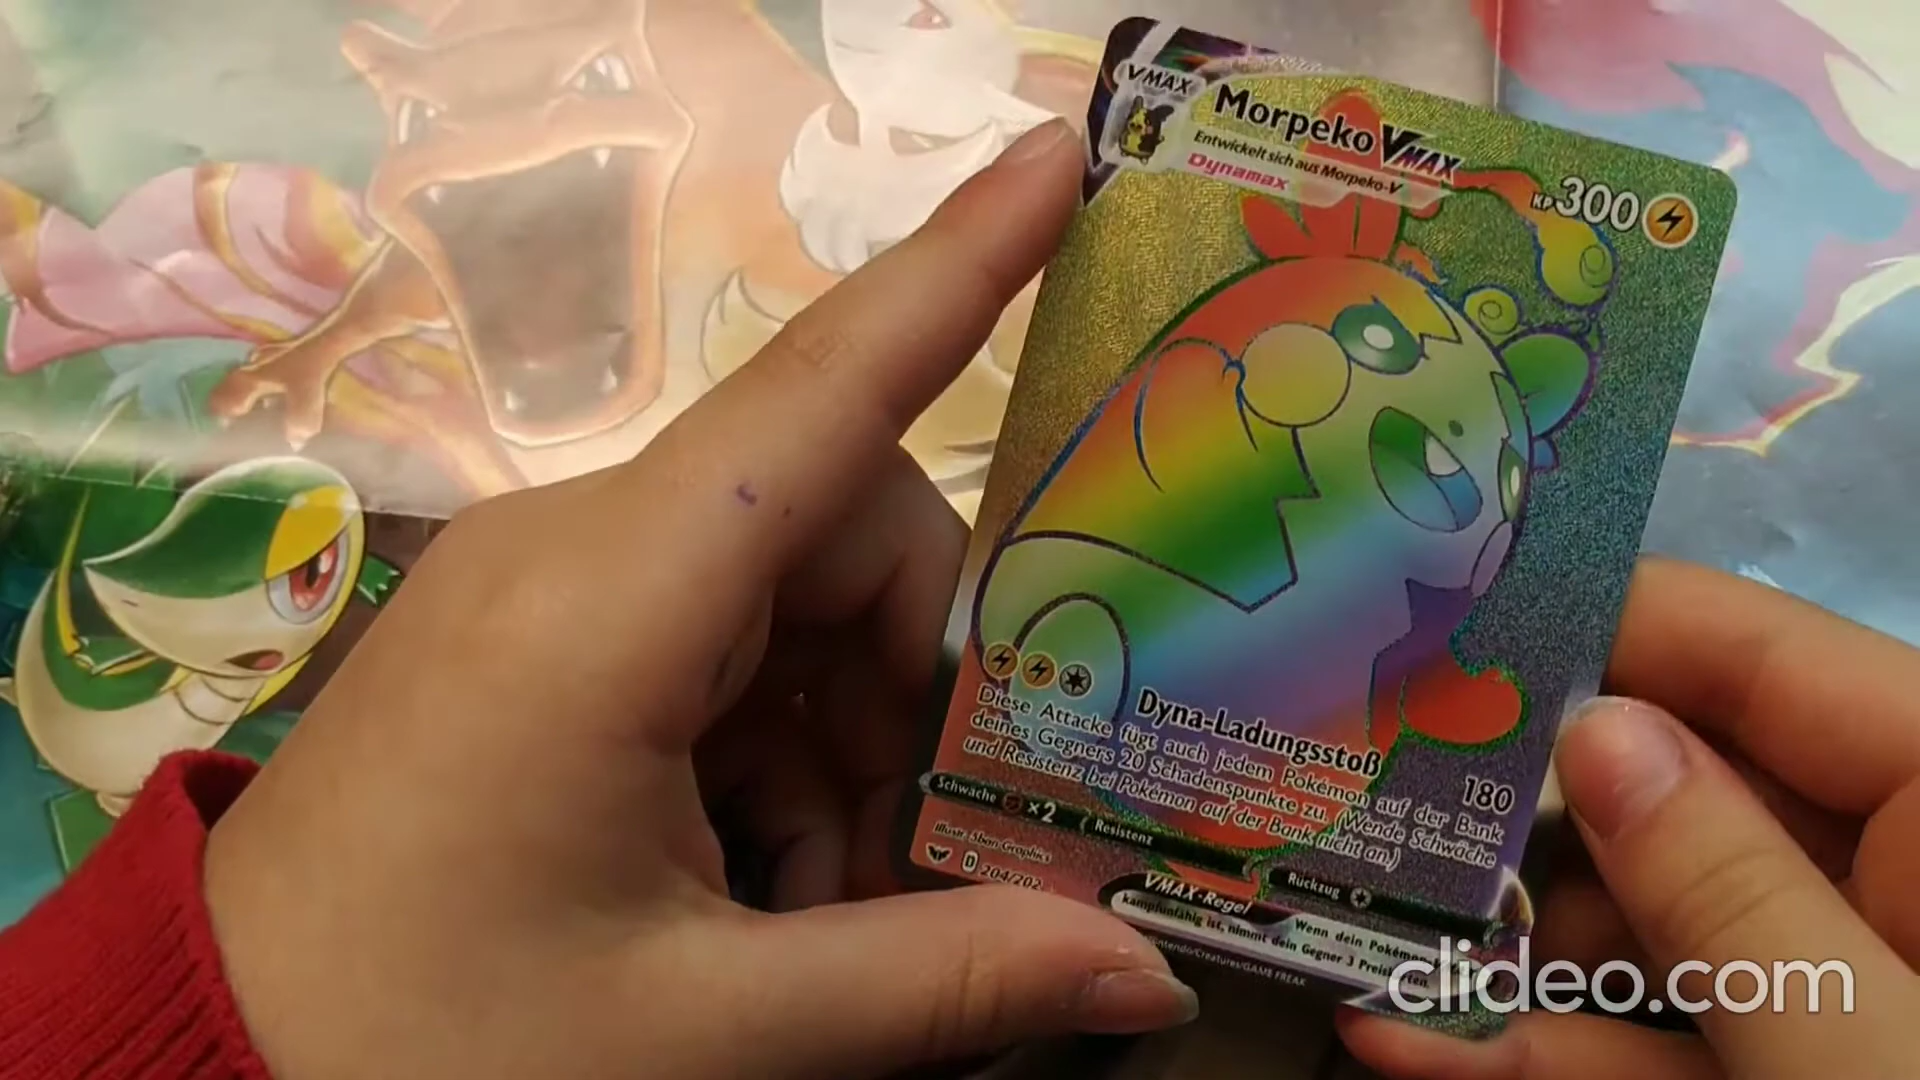 VMAX
Morpeko VMAX
Entwickelt sich aus Morpeko-V
Dynamax
KP 300
Dyna-Ladungsstoß
180
Diese Attacke fügt auch jedem Pokémon auf der Bank
deines Gegners 20 Schadenspunkte zu. (Wende Schwäche
und Resistenz bei Pokémon auf der Bank nicht an.)
Schwäche ×2
Resistenz
Rückzug
Illustr. 5ban Graphics
D 204/202
VMAX-Regel
Wenn dein Pokémon-
kampfunfähig ist, nimmt dein Gegner 3
Nintendo/Creatures/GAME FREAK
clideo.com